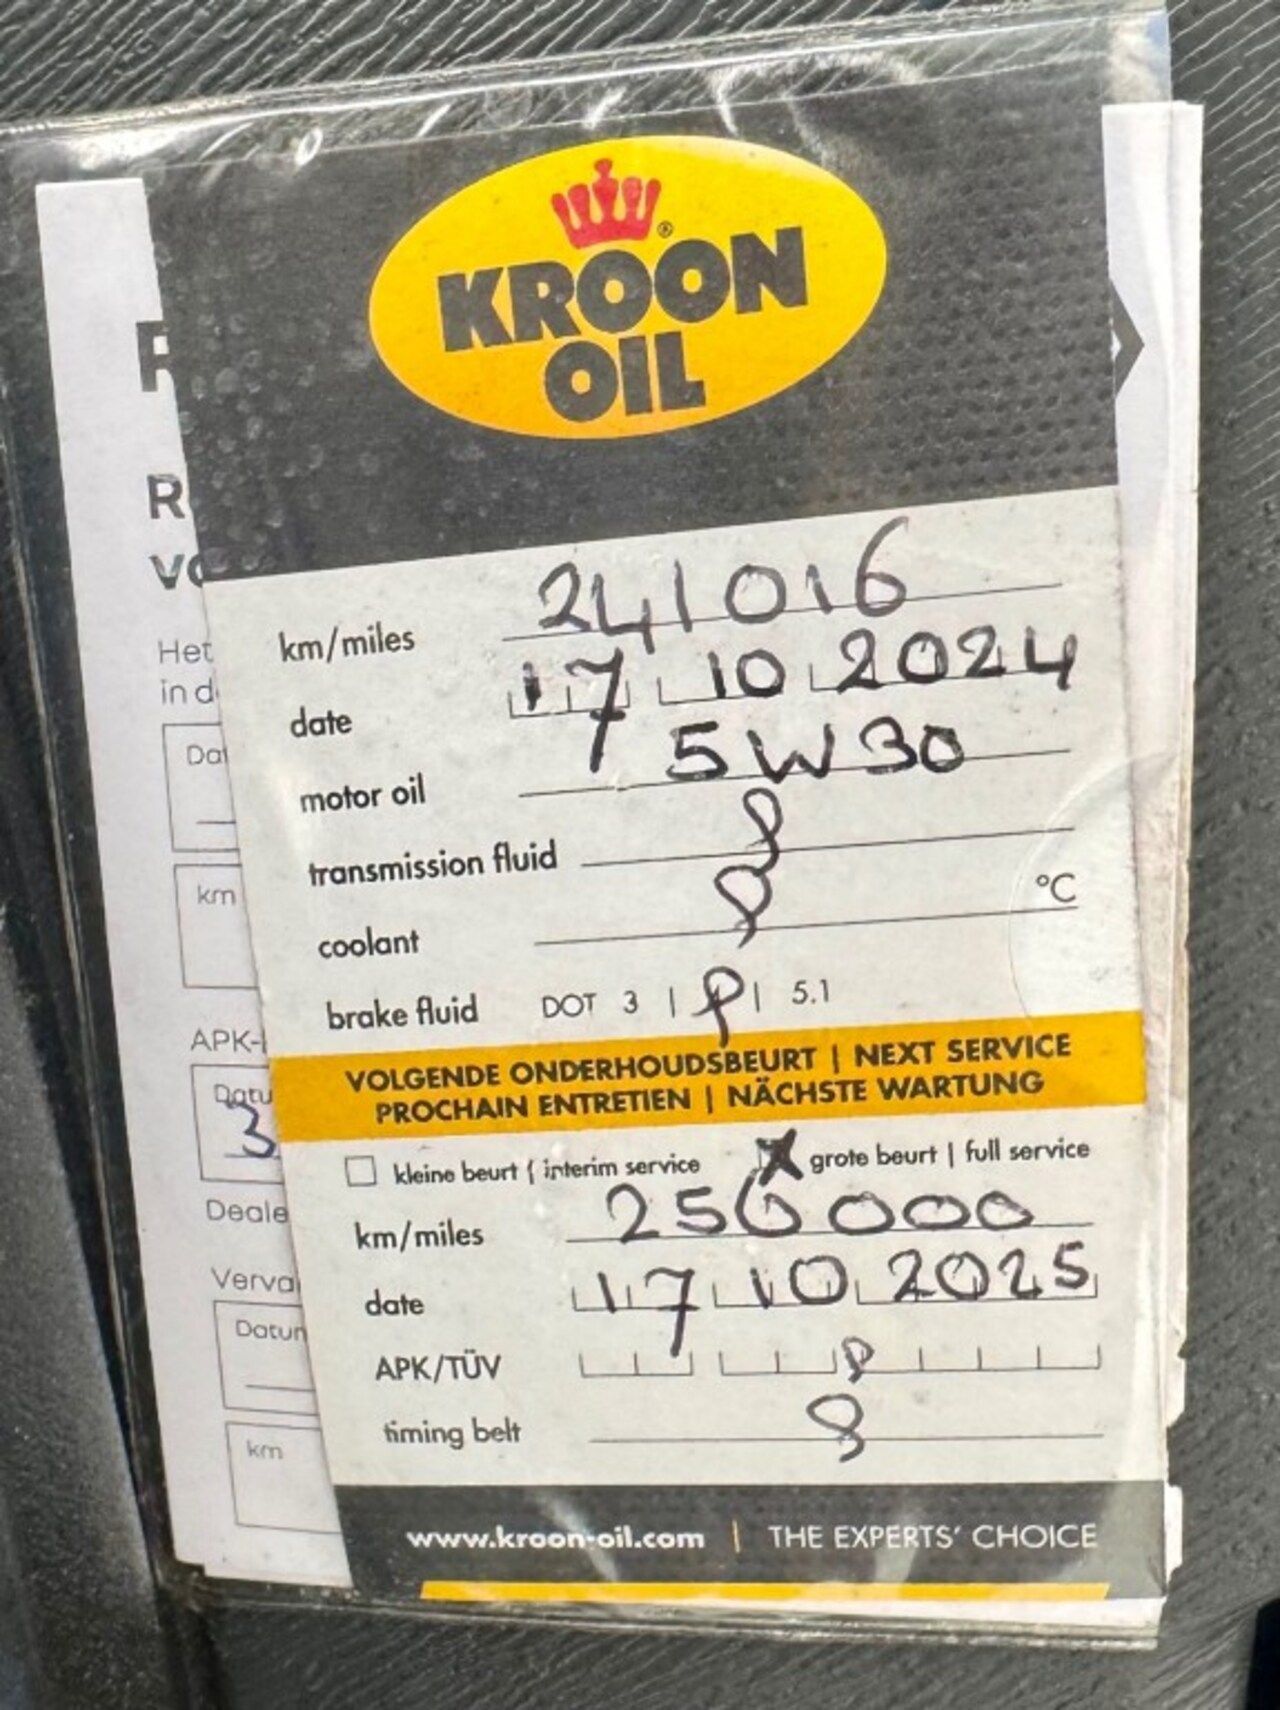 KROON
OIL
®
km/miles 241016
date 17 10 2024
motor oil 5W30
transmission fluid
coolant °C
brake fluid DOT 3 | | 5.1
VOLGENDE ONDERHOUDSBEURT | NEXT SERVICE
PROCHAIN ENTRETIEN | NÄCHSTE WARTUNG
kleine beurt | interim service X grote beurt | full service
km/miles 256000
date 17 10 2025
APK/TÜV
timing belt
www.kroon-oil.com | THE EXPERTS' CHOICE
R
Het
in d
km
APK-
Datu
3
Dealer
Verva
Datum
km